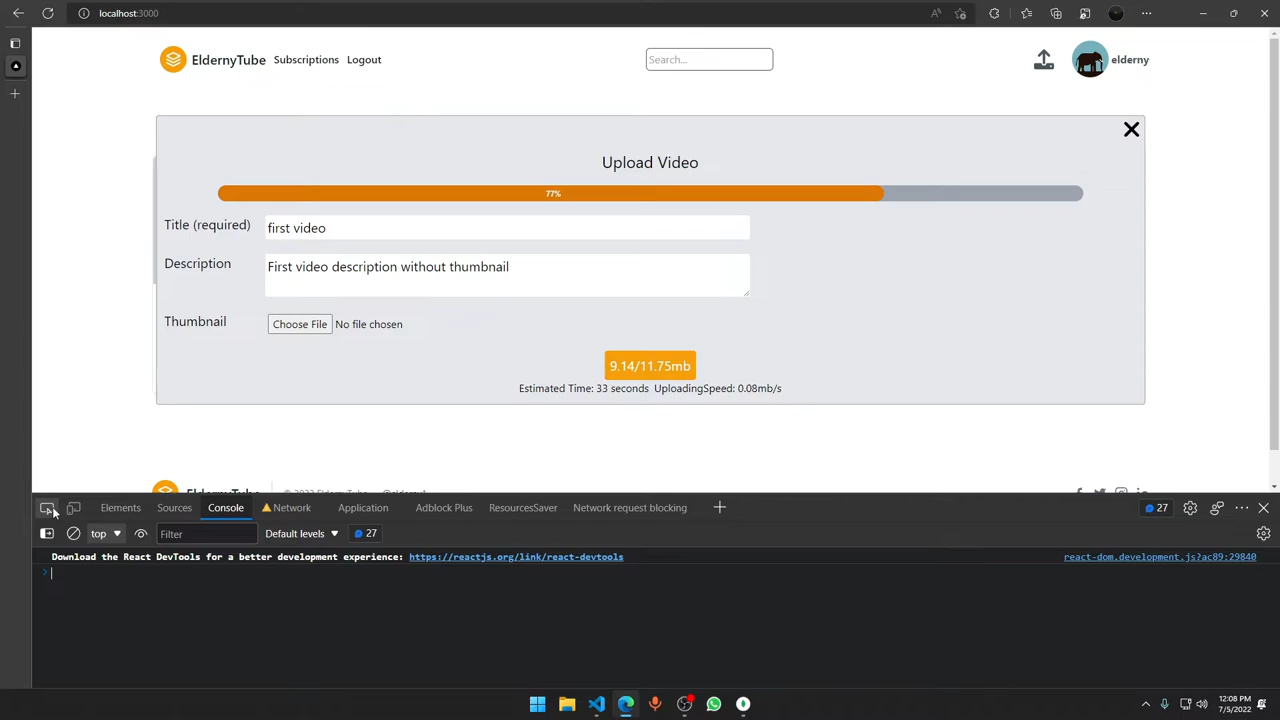 localhost:3000
EldernyTube Subscriptions Logout
Search...
elderny
Upload Video
77%
Title (required) first video
Description First video description without thumbnail
Thumbnail Choose File No file chosen
9.14/11.75mb
Estimated Time: 33 seconds UploadingSpeed: 0.08mb/s
Elements Sources Console Network Application Adblock Plus ResourcesSaver Network request blocking 27
top Filter Default levels 27
Download the React DevTools for a better development experience: https://reactjs.org/link/react-devtools react-dom.development.js?ac89:29840
12:08 PM
7/5/2022